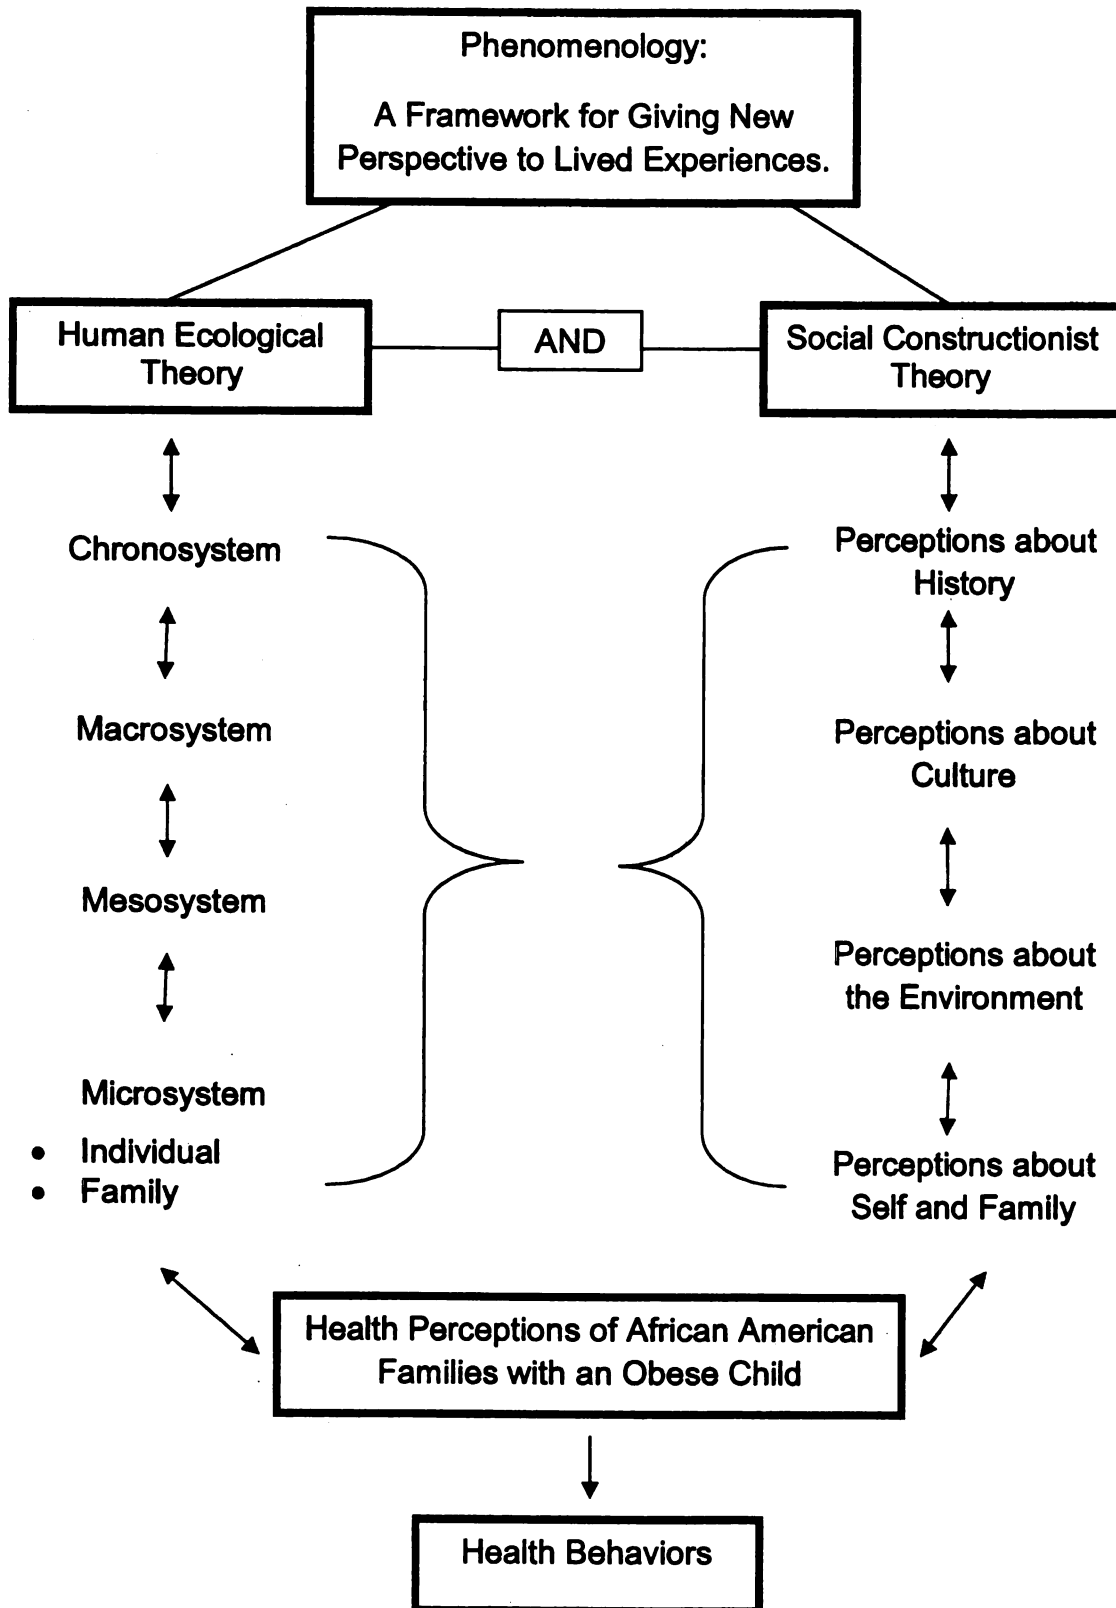 Phenomenology:
A Framework for Giving New
Perspective to Lived Experiences.
Human Ecological
Theory
AND
Social Constructionist
Theory
Chronosystem
Macrosystem
Mesosystem
Microsystem
• Individual
• Family
Perceptions about
History
Perceptions about
Culture
Perceptions about
the Environment
Perceptions about
Self and Family
Health Perceptions of African American
Families with an Obese Child
Health Behaviors